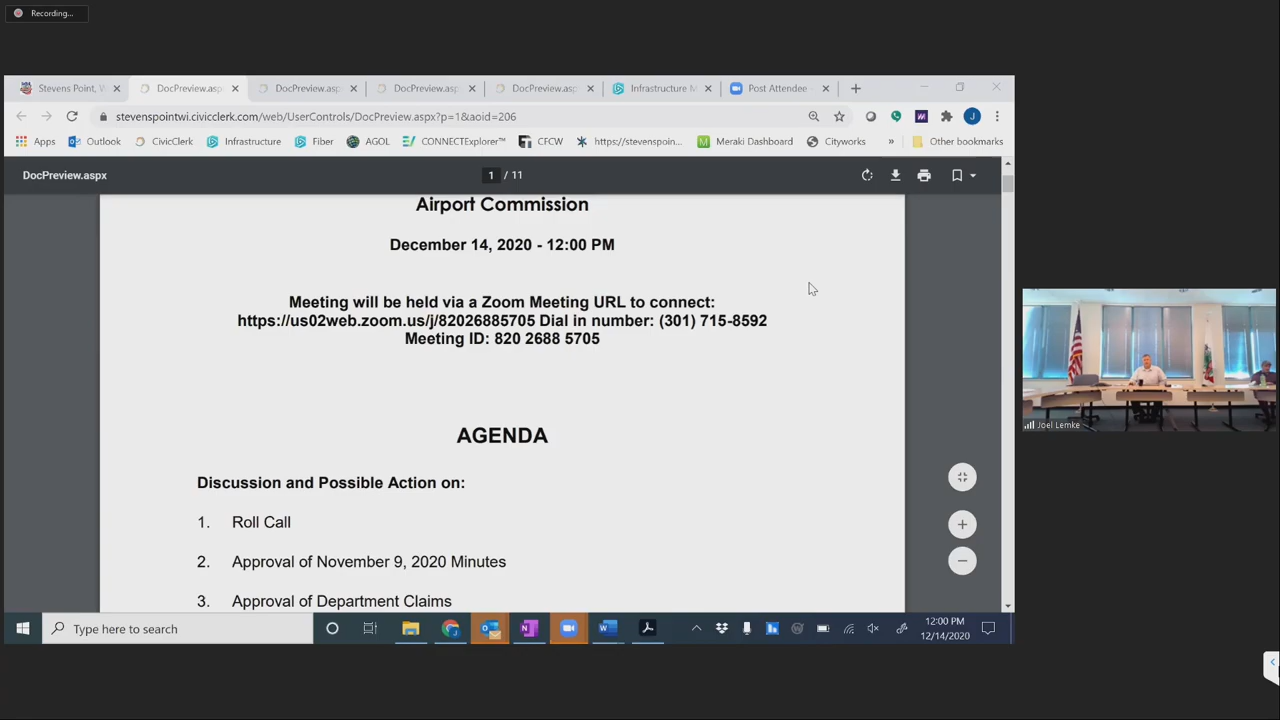 Recording...
Stevens Point, W
DocPreview.asp
DocPreview.asp
DocPreview.asp
DocPreview.asp
Infrastructure M
Post Attendee -
stevenspointwi.civicclerk.com/web/UserControls/DocPreview.aspx?p=1&aoid=206
Apps
Outlook
CivicClerk
Infrastructure
Fiber
AGOL
CONNECTExplorer™
CFCW
https://stevenspoin...
Meraki Dashboard
Cityworks
»
Other bookmarks
DocPreview.aspx
1 / 11
Airport Commission
December 14, 2020 - 12:00 PM
Meeting will be held via a Zoom Meeting URL to connect:
https://us02web.zoom.us/j/82026885705 Dial in number: (301) 715-8592
Meeting ID: 820 2688 5705
AGENDA
Discussion and Possible Action on:
1. Roll Call
2. Approval of November 9, 2020 Minutes
3. Approval of Department Claims
Joel Lemke
Type here to search
12:00 PM
12/14/2020